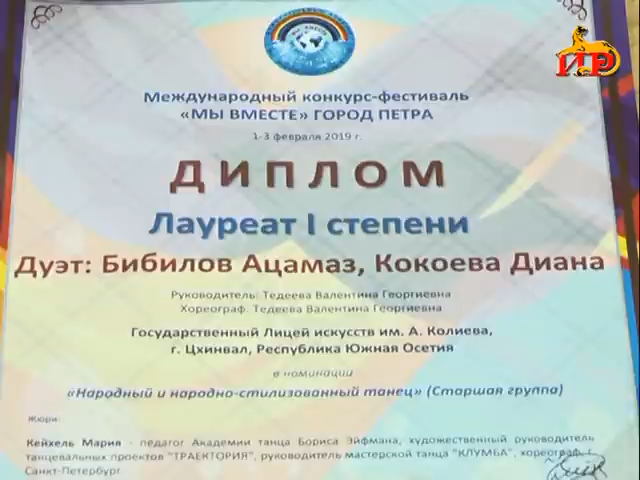 ИР
Международный конкурс-фестиваль
«МЫ ВМЕСТЕ» ГОРОД ПЕТРА
1-3 февраля 2019 г.
ДИПЛОМ
Лауреат I степени
Дуэт: Бибилов Ацамаз, Кокоева Диана
Руководитель: Тедеева Валентина Георгиевна
Хореограф: Тедеева Валентина Георгиевна
Государственный Лицей искусств им. А. Колиева,
г. Цхинвал, Республика Южная Осетия
в номинации
«Народный и народно-стилизованный танец» (Старшая группа)
Жюри:
Кейхель Мария - педагог Академии танца Бориса Эйфмана, художественный руководитель
танцевальных проектов "ТРАЕКТОРИЯ", руководитель мастерской танца "КЛУМБА", хореограф г.
Санкт-Петербург